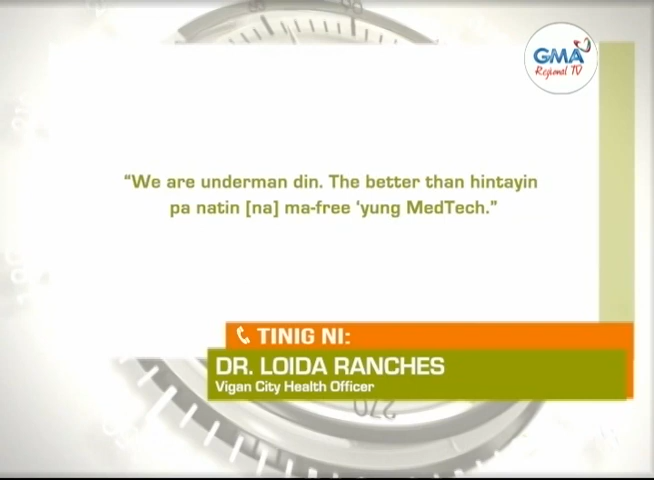 GMA
Regional TV
“We are underman din. The better than hintayin
pa natin [na] ma-free ‘yung MedTech.”
TINIG NI:
DR. LOIDA RANCHES
Vigan City Health Officer
270